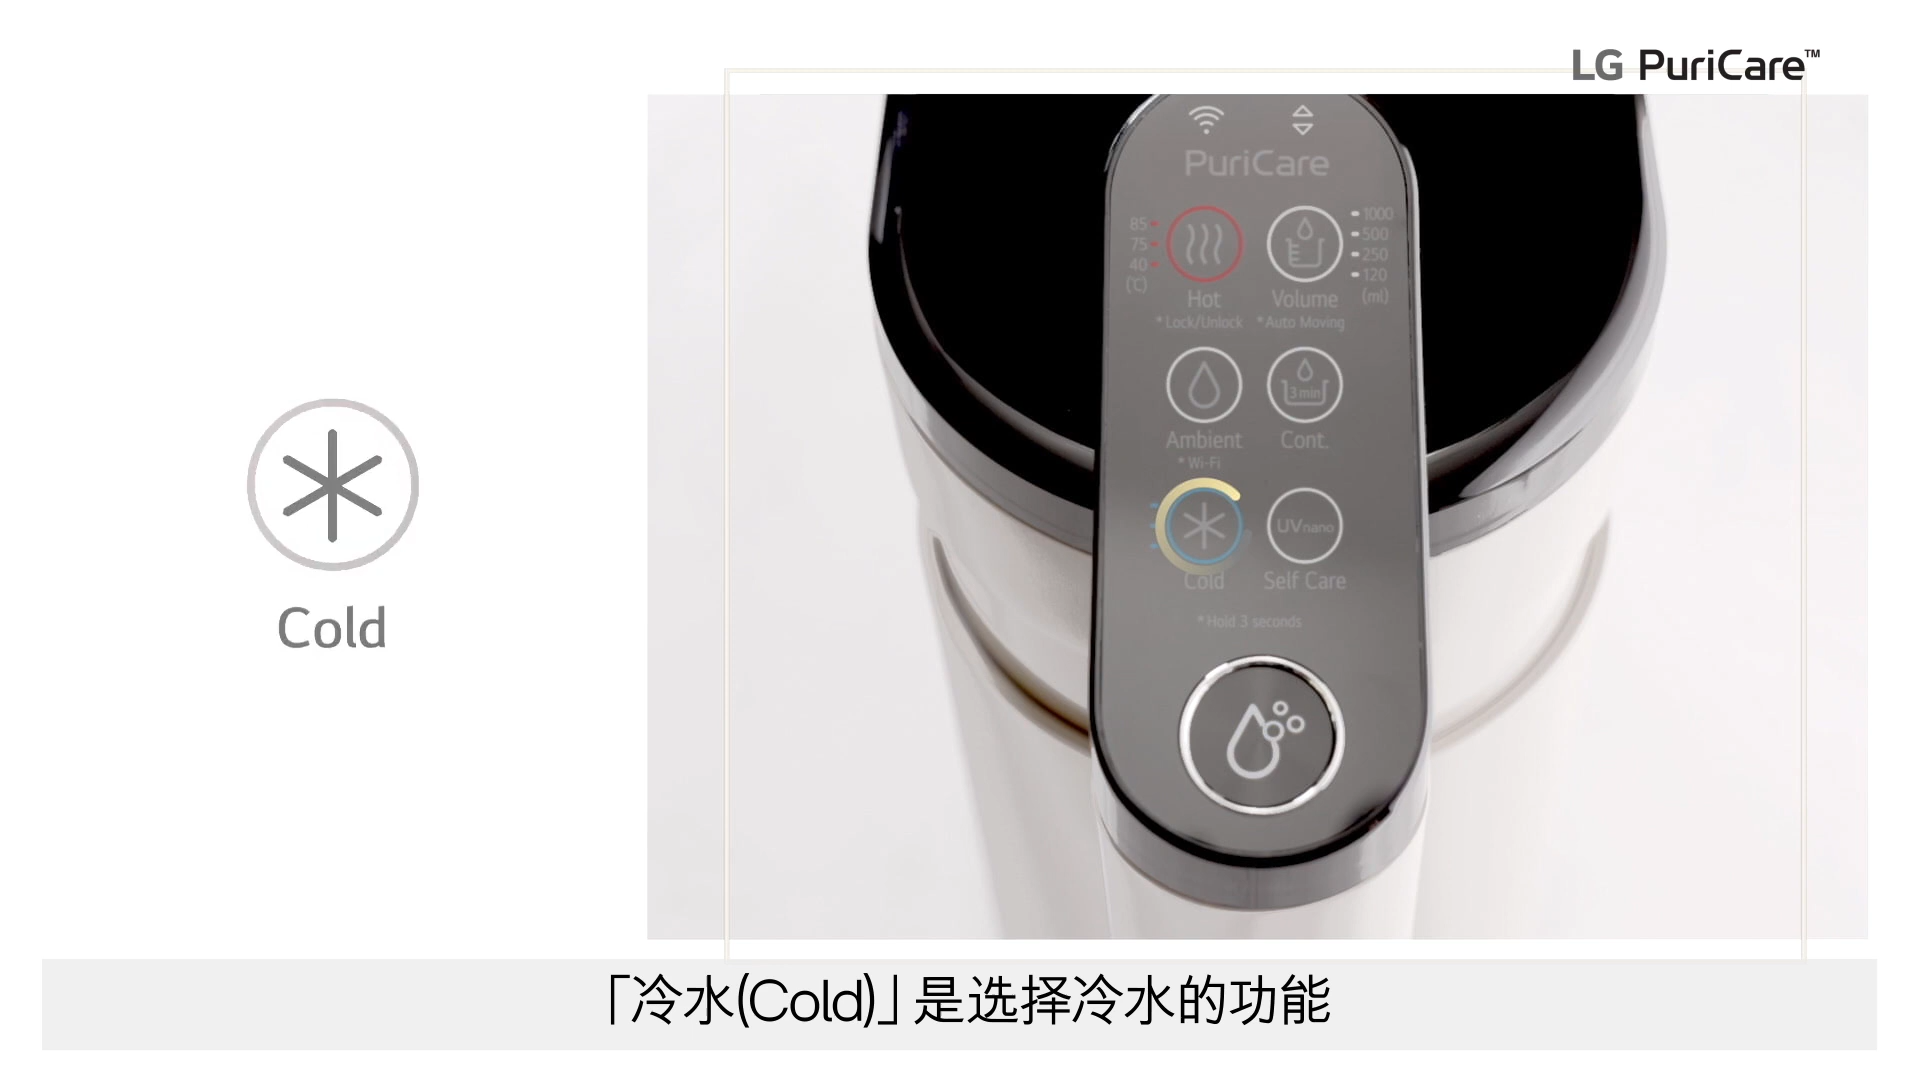 LG PuriCare™
PuriCare
85
75
40
(℃)
Hot
*Lock/Unlock
1000
500
250
120
(ml)
Volume
*Auto Moving
Ambient
*Wi-Fi
3 min
Cont.
Cold
UVnano
Self Care
*Hold 3 seconds
Cold
「冷水(Cold)」是选择冷水的功能